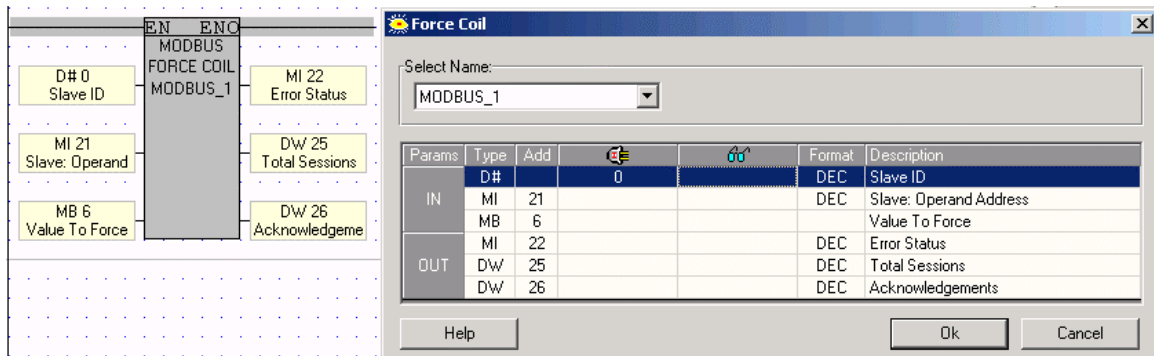 EN ENO
MODBUS
FORCE COIL
MODBUS_1
D# 0
Slave ID
MI 22
Error Status
MI 21
Slave: Operand
DW 25
Total Sessions
MB 6
Value To Force
DW 26
Acknowledgeme
Force Coil
Select Name:
MODBUS_1
Params Type Add Format Description
IN
D# 0 DEC Slave ID
MI 21 DEC Slave: Operand Address
MB 6 Value To Force
OUT
MI 22 DEC Error Status
DW 25 DEC Total Sessions
DW 26 DEC Acknowledgements
Help Ok Cancel